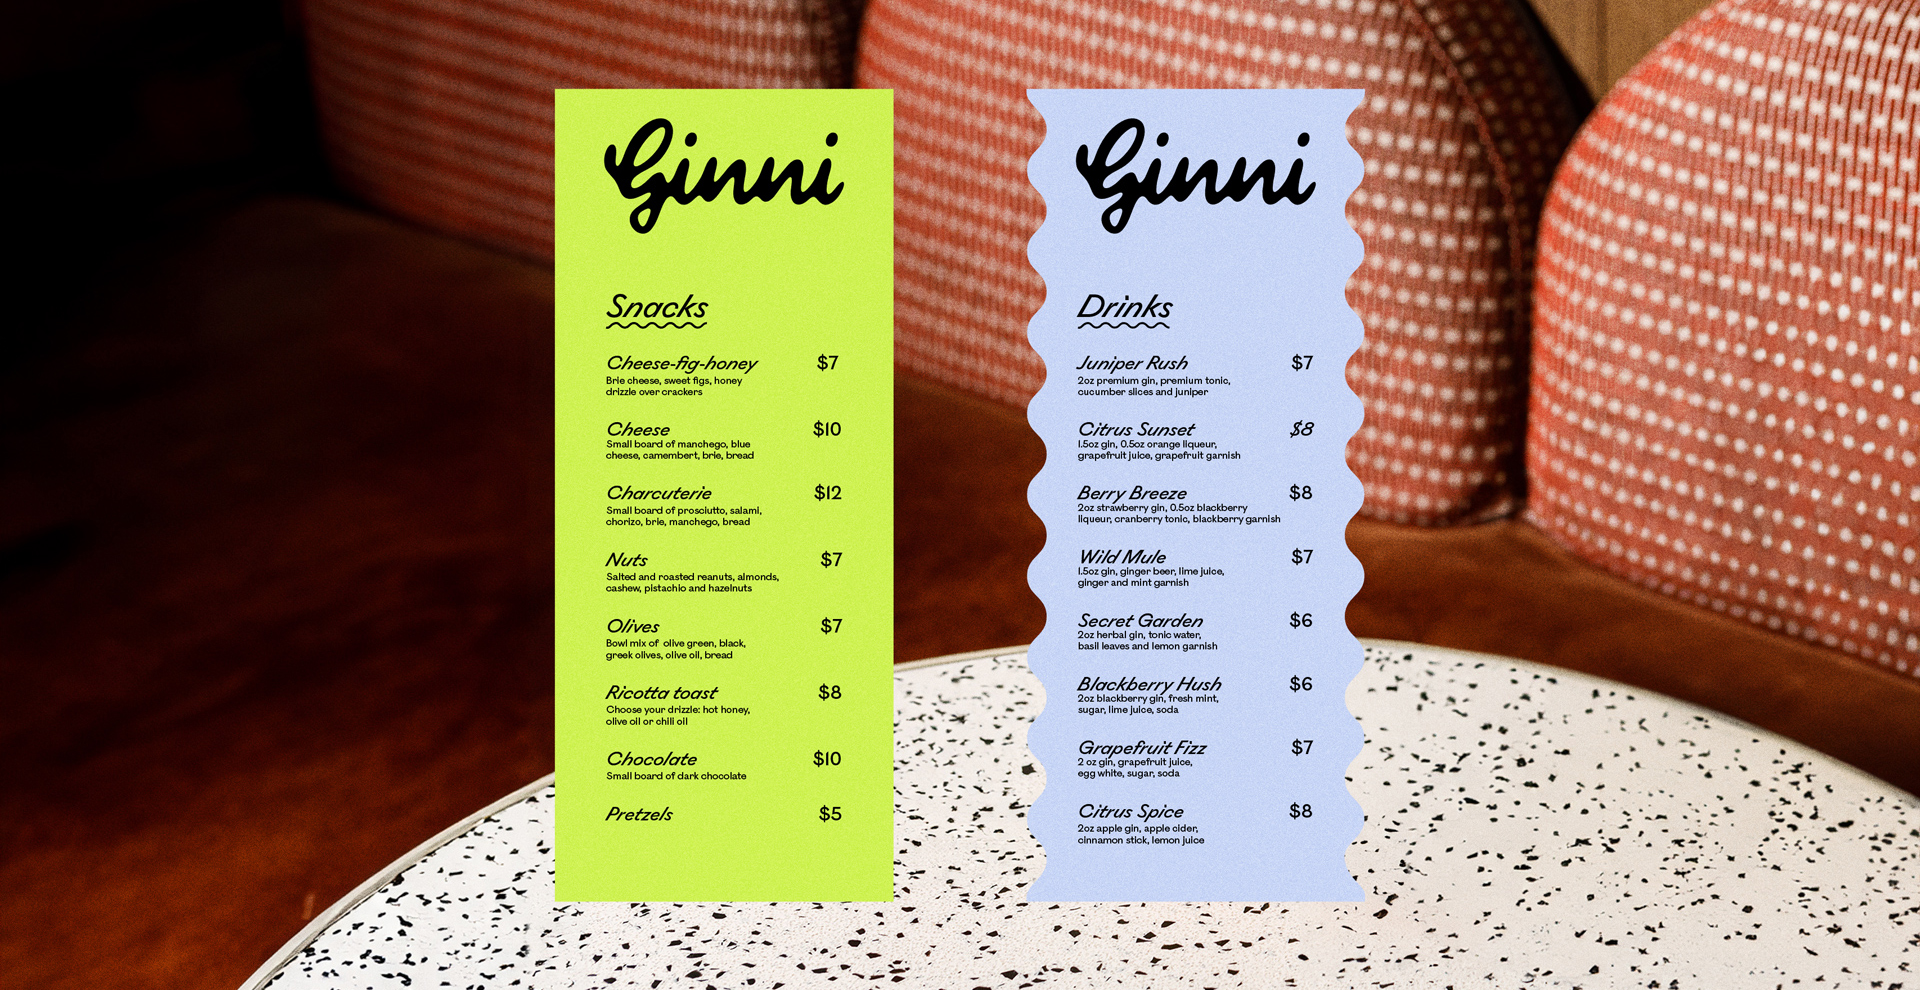 Ginni
Snacks
Cheese-fig-honey $7
Brie cheese, sweet figs, honey
drizzle over crackers
Cheese $10
Small board of manchego, blue
cheese, camembert, brie, bread
Charcuterie $12
Small board of prosciutto, salami,
chorizo, brie, manchego, bread
Nuts $7
Salted and roasted reanuts, almonds,
cashew, pistachio and hazelnuts
Olives $7
Bowl mix of olive green, black,
greek olives, olive oil, bread
Ricotta toast $8
Choose your drizzle: hot honey,
olive oil or chili oil
Chocolate $10
Small board of dark chocolate
Pretzels $5
Ginni
Drinks
Juniper Rush $7
2oz premium gin, premium tonic,
cucumber slices and juniper
Citrus Sunset $8
1.5oz gin, 0.5oz orange liqueur,
grapefruit juice, grapefruit garnish
Berry Breeze $8
2oz strawberry gin, 0.5oz blackberry
liqueur, cranberry tonic, blackberry garnish
Wild Mule $7
1.5oz gin, ginger beer, lime juice,
ginger and mint garnish
Secret Garden $6
2oz herbal gin, tonic water,
basil leaves and lemon garnish
Blackberry Hush $6
2oz blackberry gin, fresh mint,
sugar, lime juice, soda
Grapefruit Fizz $7
2 oz gin, grapefruit juice,
egg white, sugar, soda
Citrus Spice $8
2oz apple gin, apple cider,
cinnamon stick, lemon juice